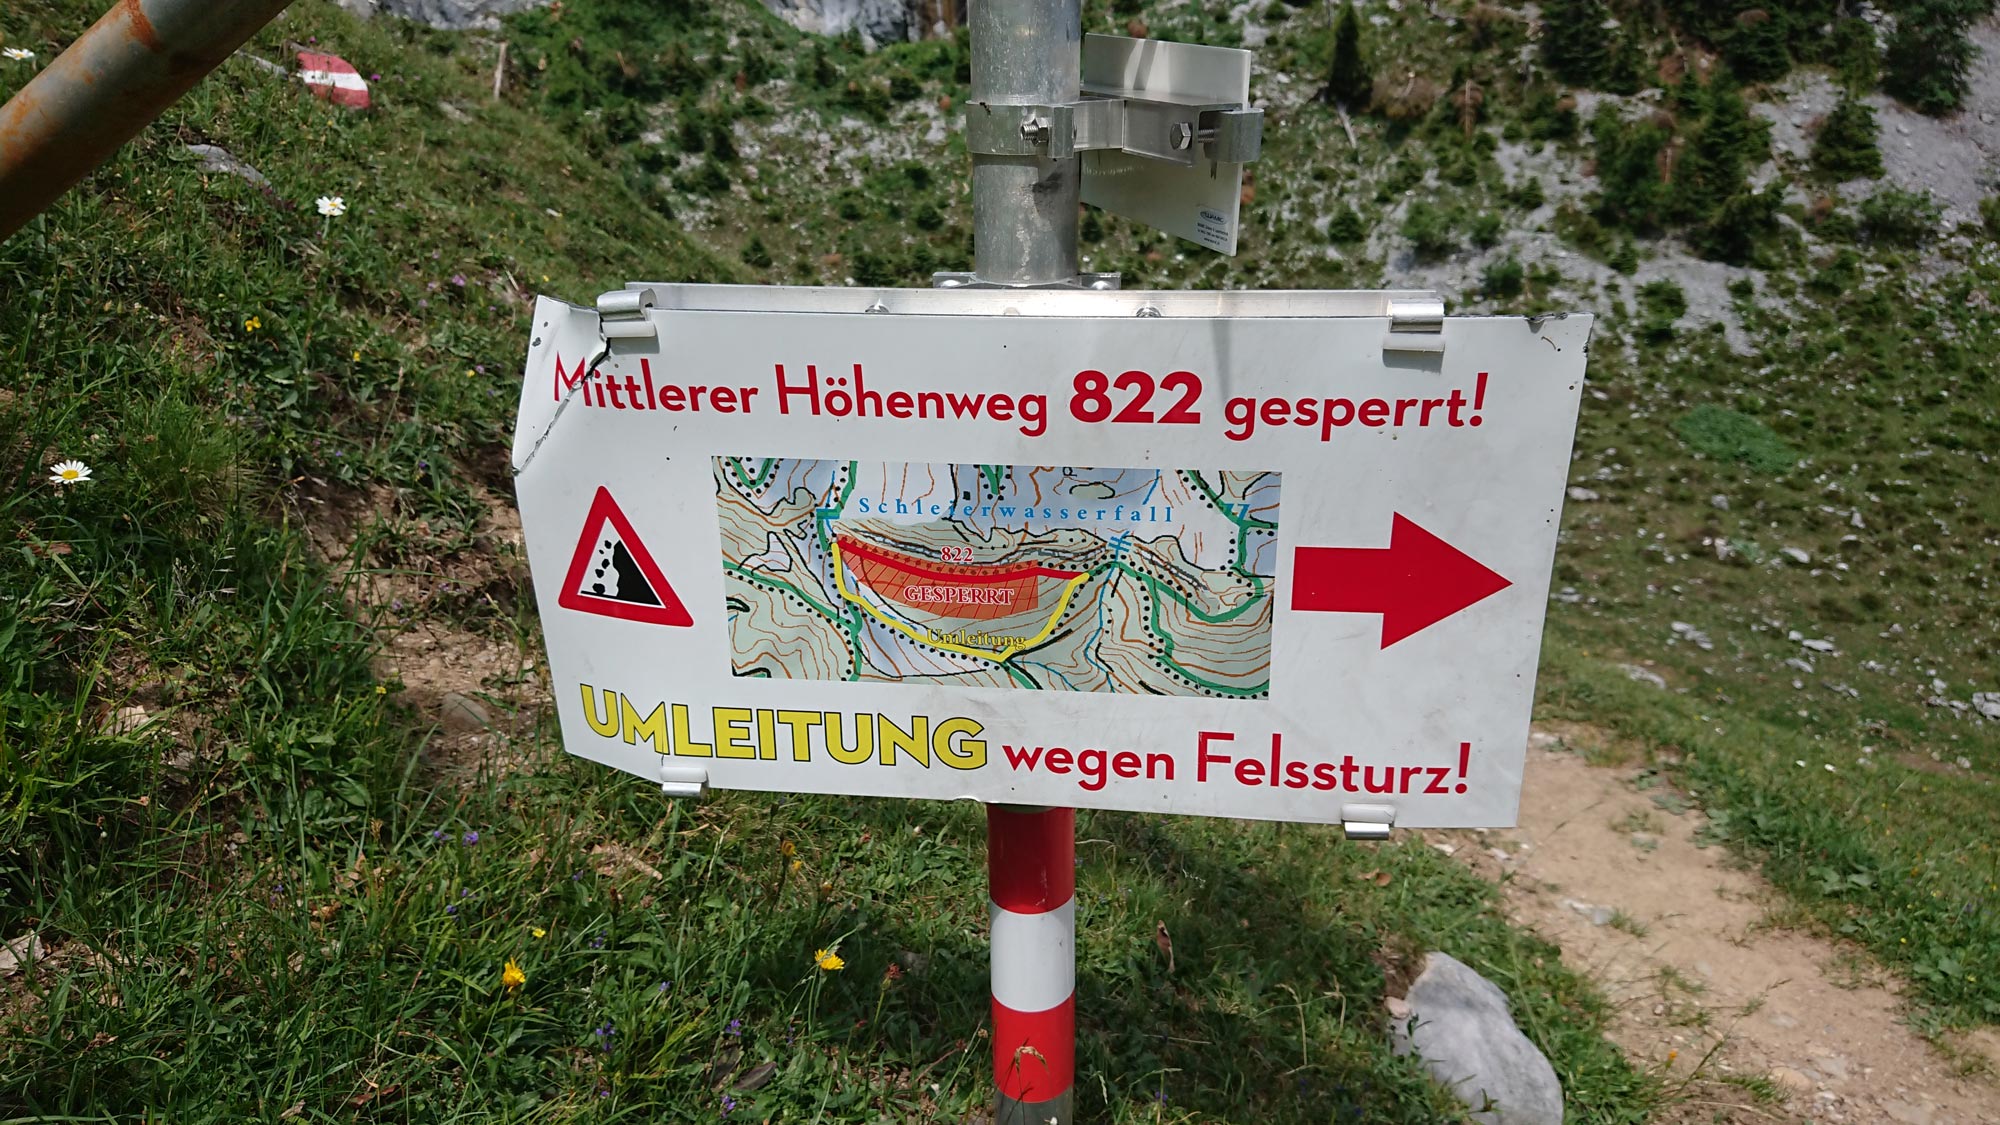 Mittlerer Höhenweg 822 gesperrt!
Schleierwasserfall
822
GESPERRT
Umleitung
UMLEITUNG wegen Felssturz!